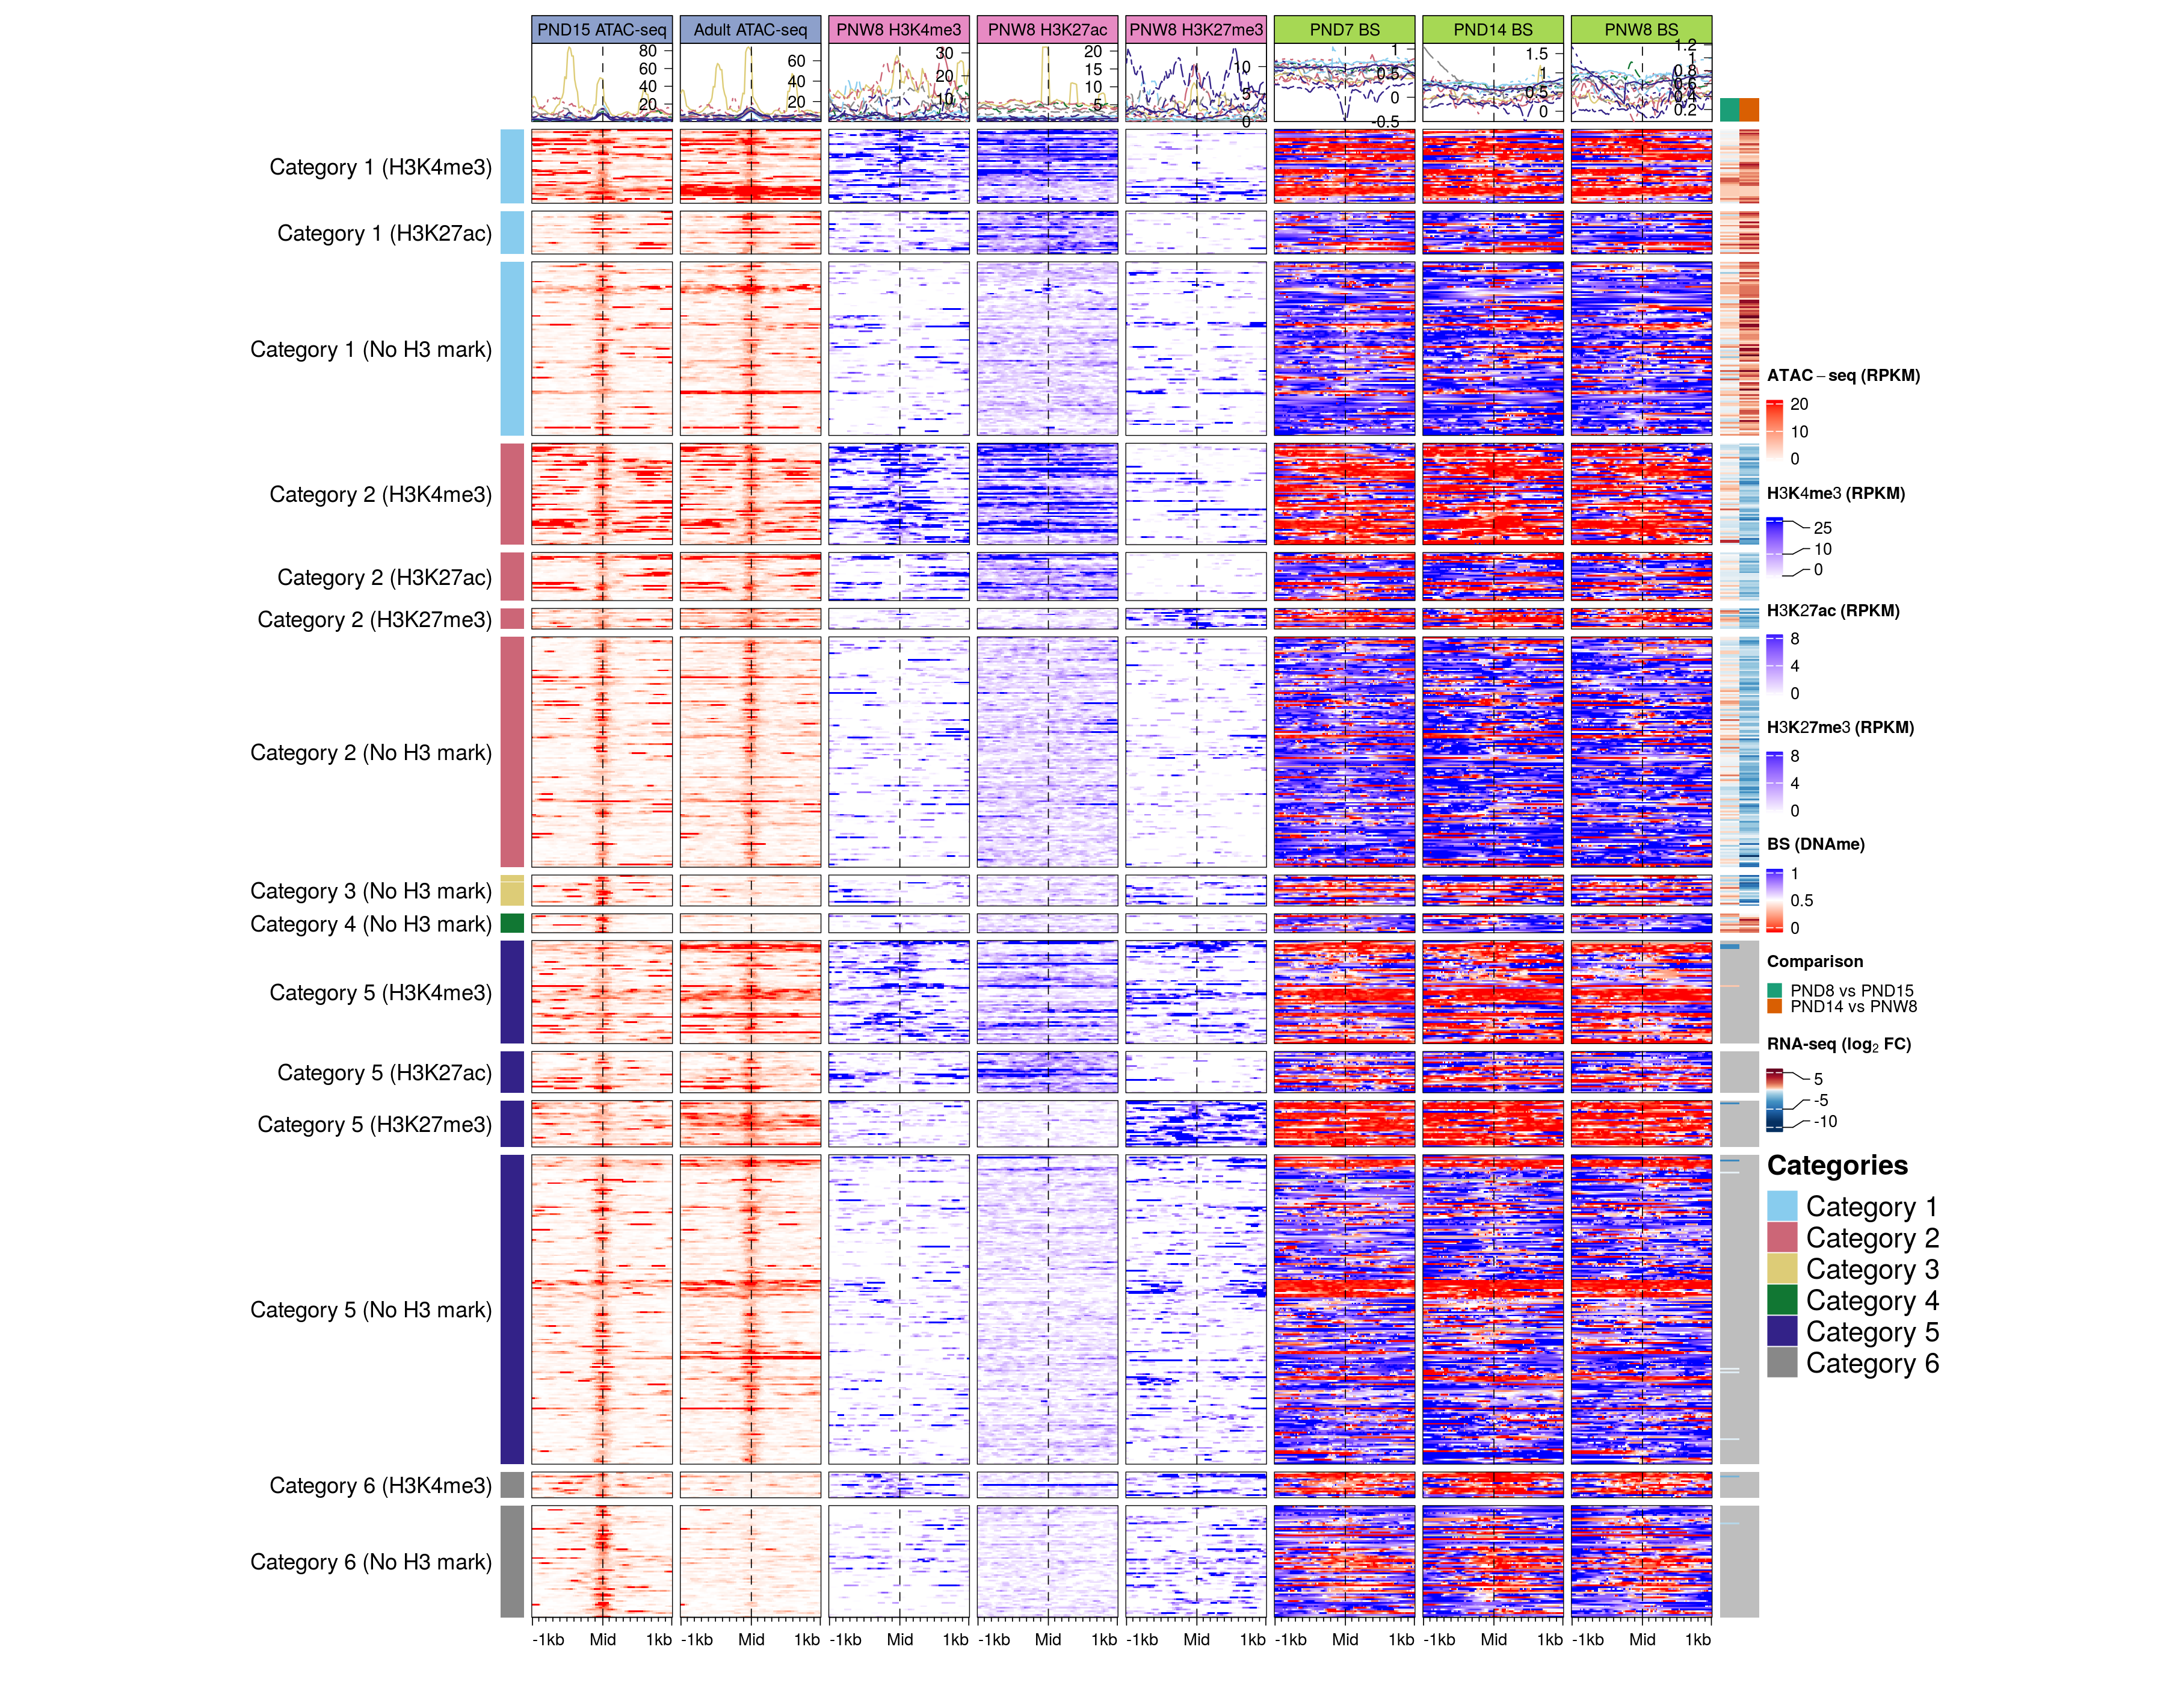 PND15 ATAC-seq
Adult ATAC-seq
PNW8 H3K4me3
PNW8 H3K27ac
PNW8 H3K27me3
PND7 BS
PND14 BS
PNW8 BS
80
60
40
20
60
40
20
30
20
10
20
15
10
5
10
5
0
1
0.5
0
-0.5
1.5
1
0.5
0
1.2
0.8
0.2
Category 1 (H3K4me3)
Category 1 (H3K27ac)
Category 1 (No H3 mark)
Category 2 (H3K4me3)
Category 2 (H3K27ac)
Category 2 (H3K27me3)
Category 2 (No H3 mark)
Category 3 (No H3 mark)
Category 4 (No H3 mark)
Category 5 (H3K4me3)
Category 5 (H3K27ac)
Category 5 (H3K27me3)
Category 5 (No H3 mark)
Category 6 (H3K4me3)
Category 6 (No H3 mark)
-1kb Mid 1kb
-1kb Mid 1kb
-1kb Mid 1kb
-1kb Mid 1kb
-1kb Mid 1kb
-1kb Mid 1kb
-1kb Mid 1kb
-1kb Mid 1kb
ATAC–seq (RPKM)
20
10
0
H3K4me3 (RPKM)
25
10
0
H3K27ac (RPKM)
8
4
0
H3K27me3 (RPKM)
8
4
0
BS (DNAme)
1
0.5
0
Comparison
PND8 vs PND15
PND14 vs PNW8
RNA-seq (log₂ FC)
5
-5
-10
Categories
Category 1
Category 2
Category 3
Category 4
Category 5
Category 6